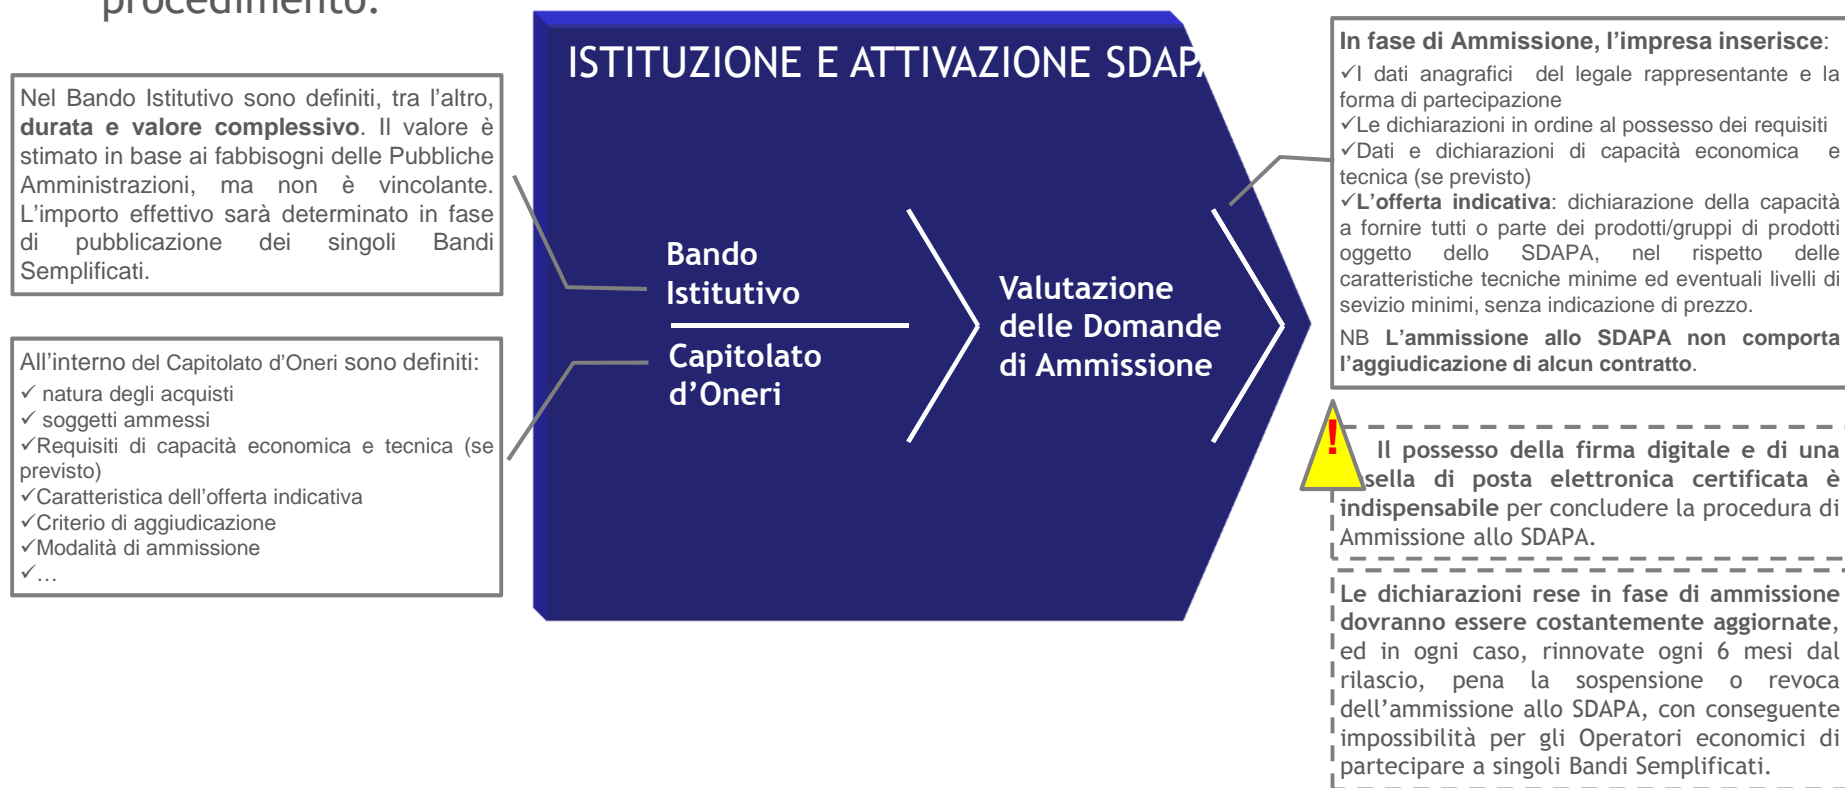 procedimento.
Nel Bando Istitutivo sono definiti, tra l’altro,
durata e valore complessivo. Il valore è
stimato in base ai fabbisogni delle Pubbliche
Amministrazioni, ma non è vincolante.
L’importo effettivo sarà determinato in fase
di pubblicazione dei singoli Bandi
Semplificati.
All’interno del Capitolato d’Oneri sono definiti:
✓ natura degli acquisti
✓ soggetti ammessi
✓Requisiti di capacità economica e tecnica (se
previsto)
✓Caratteristica dell’offerta indicativa
✓Criterio di aggiudicazione
✓Modalità di ammissione
✓…
ISTITUZIONE E ATTIVAZIONE SDAPA
Bando
Istitutivo
Capitolato
d’Oneri
Valutazione
delle Domande
di Ammissione
In fase di Ammissione, l’impresa inserisce:
✓I dati anagrafici del legale rappresentante e la
forma di partecipazione
✓Le dichiarazioni in ordine al possesso dei requisiti
✓Dati e dichiarazioni di capacità economica e
tecnica (se previsto)
✓L’offerta indicativa: dichiarazione della capacità
a fornire tutti o parte dei prodotti/gruppi di prodotti
oggetto dello SDAPA, nel rispetto delle
caratteristiche tecniche minime ed eventuali livelli di
sevizio minimi, senza indicazione di prezzo.
NB L’ammissione allo SDAPA non comporta
l’aggiudicazione di alcun contratto.
!
Il possesso della firma digitale e di una
sella di posta elettronica certificata è
indispensabile per concludere la procedura di
Ammissione allo SDAPA.
Le dichiarazioni rese in fase di ammissione
dovranno essere costantemente aggiornate,
ed in ogni caso, rinnovate ogni 6 mesi dal
rilascio, pena la sospensione o revoca
dell’ammissione allo SDAPA, con conseguente
impossibilità per gli Operatori economici di
partecipare a singoli Bandi Semplificati.